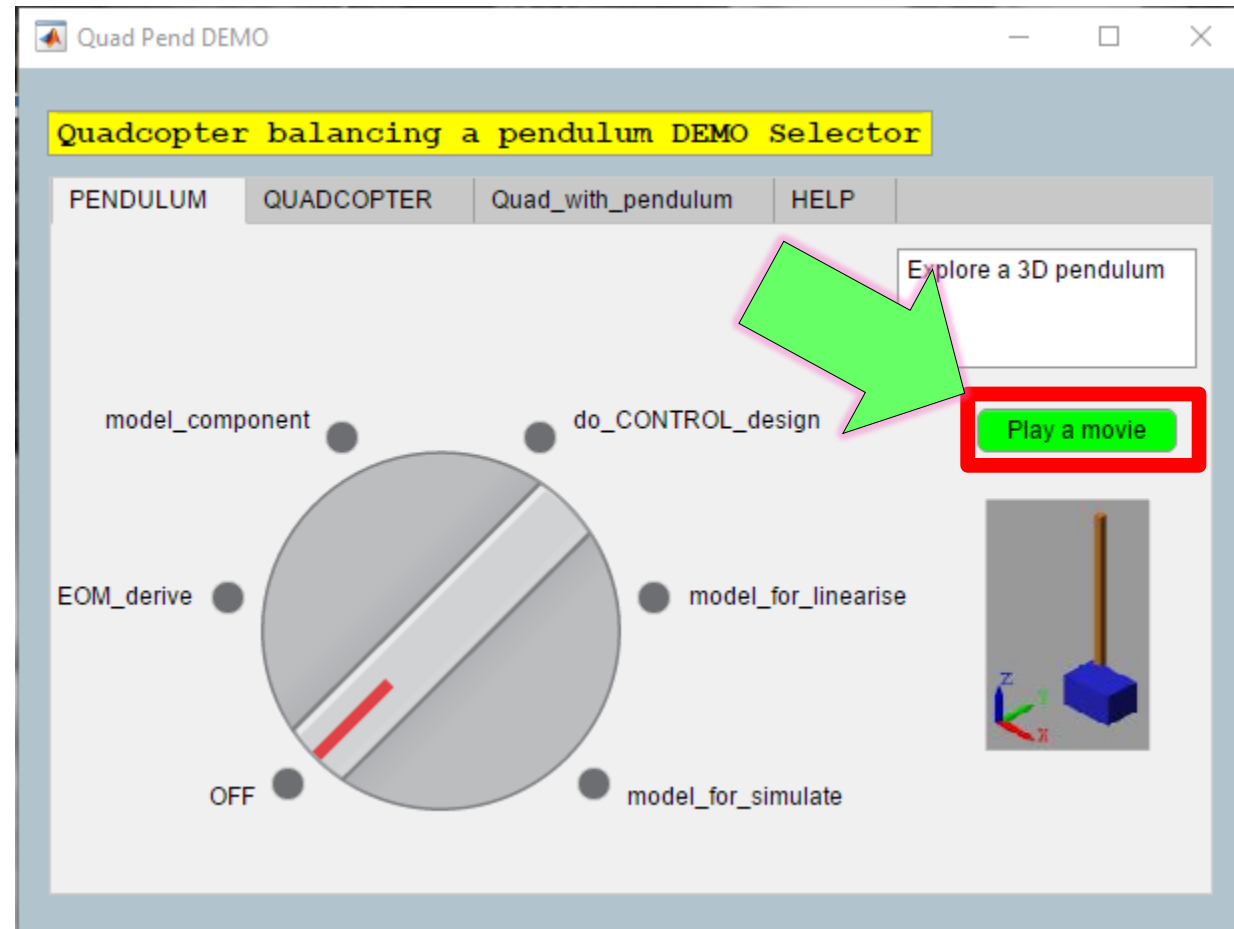 Quad Pend DEMO
Quadcopter balancing a pendulum DEMO Selector
PENDULUM QUADCOPTER Quad_with_pendulum HELP
Explore a 3D pendulum
model_component do_CONTROL_design
Play a movie
EOM_derive model_for_linearise
Z
Y
X
OFF model_for_simulate